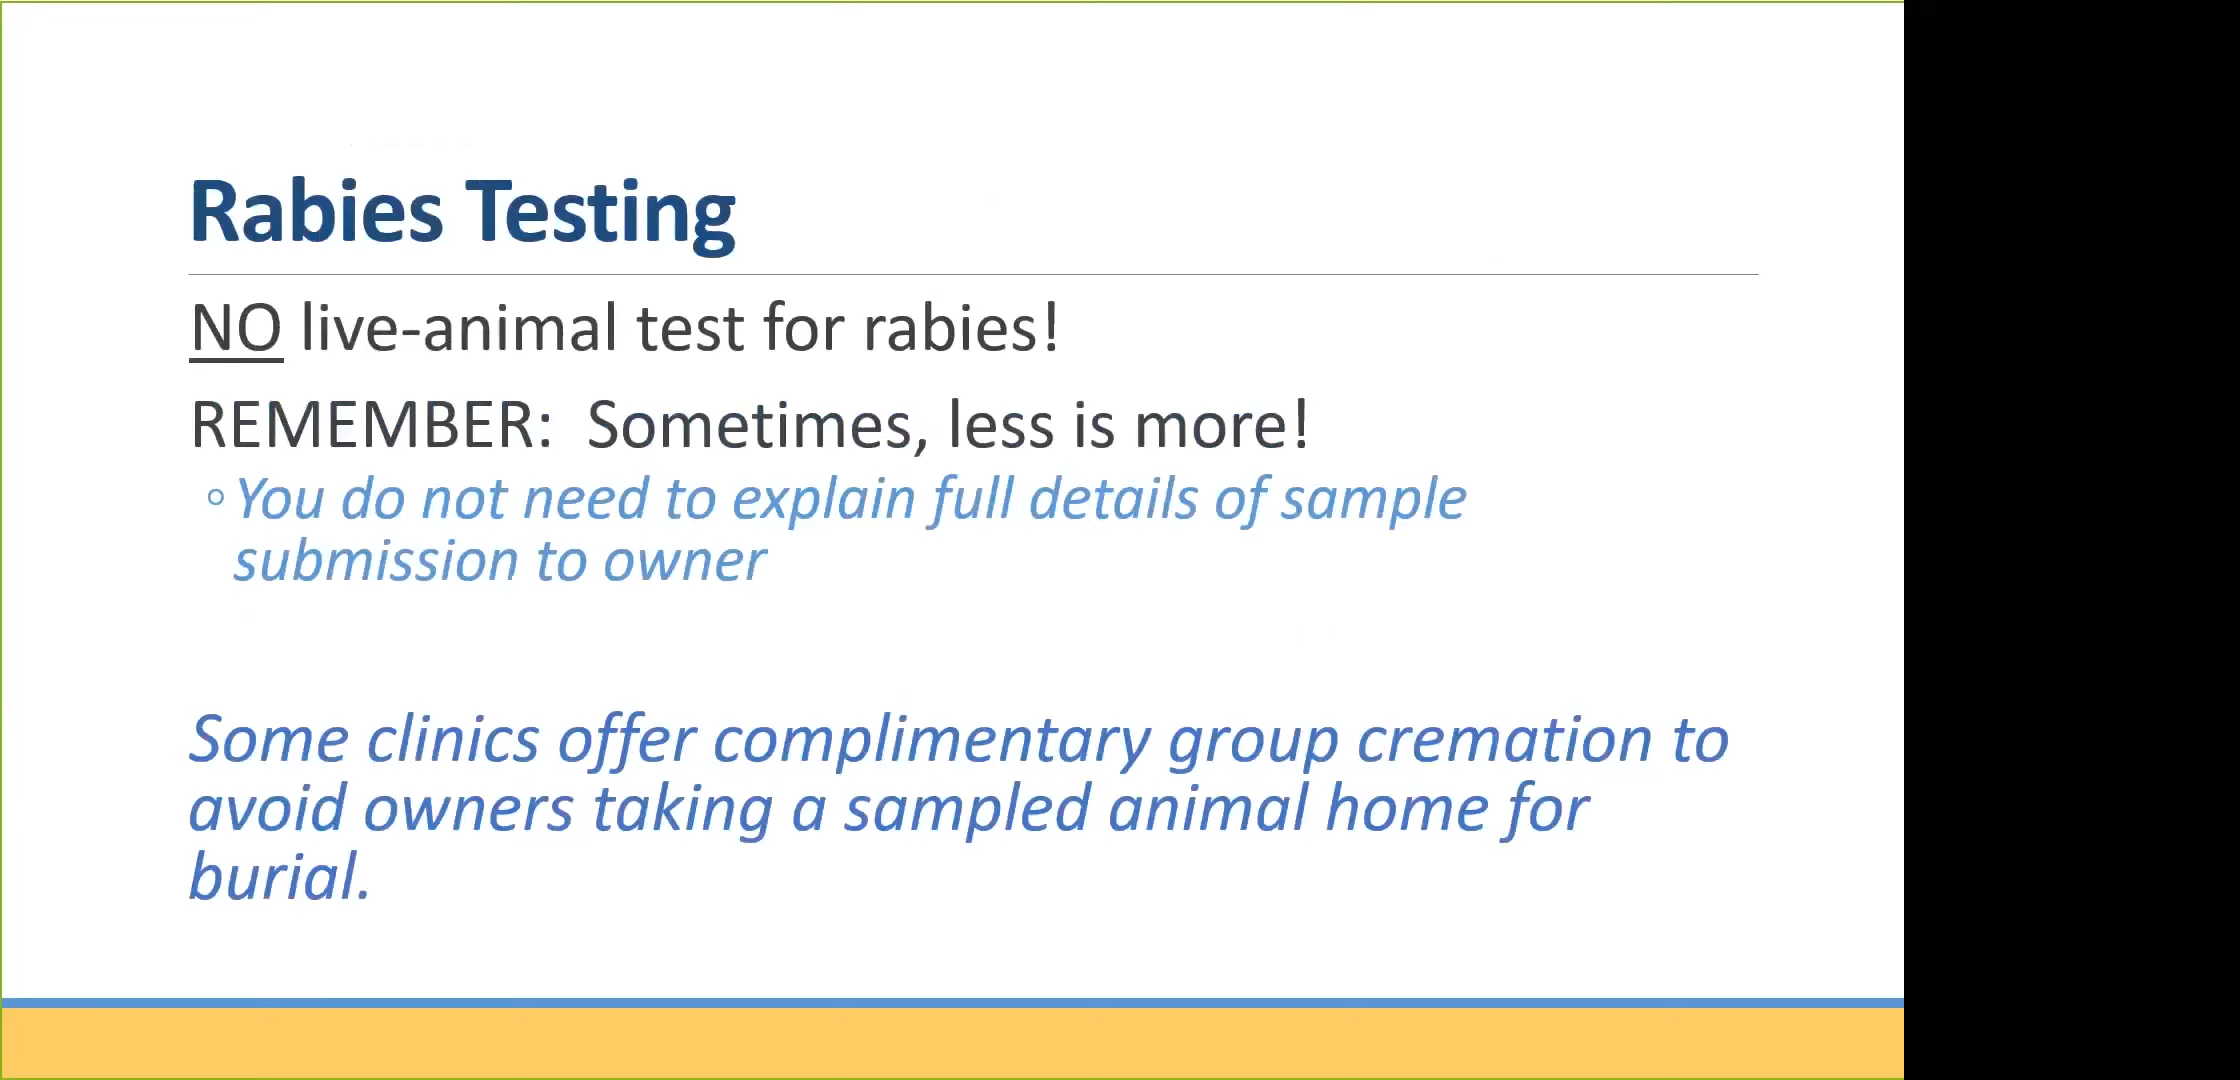 Rabies Testing
NO live-animal test for rabies!
REMEMBER:  Sometimes, less is more!
◦ You do not need to explain full details of sample
submission to owner
Some clinics offer complimentary group cremation to
avoid owners taking a sampled animal home for
burial.